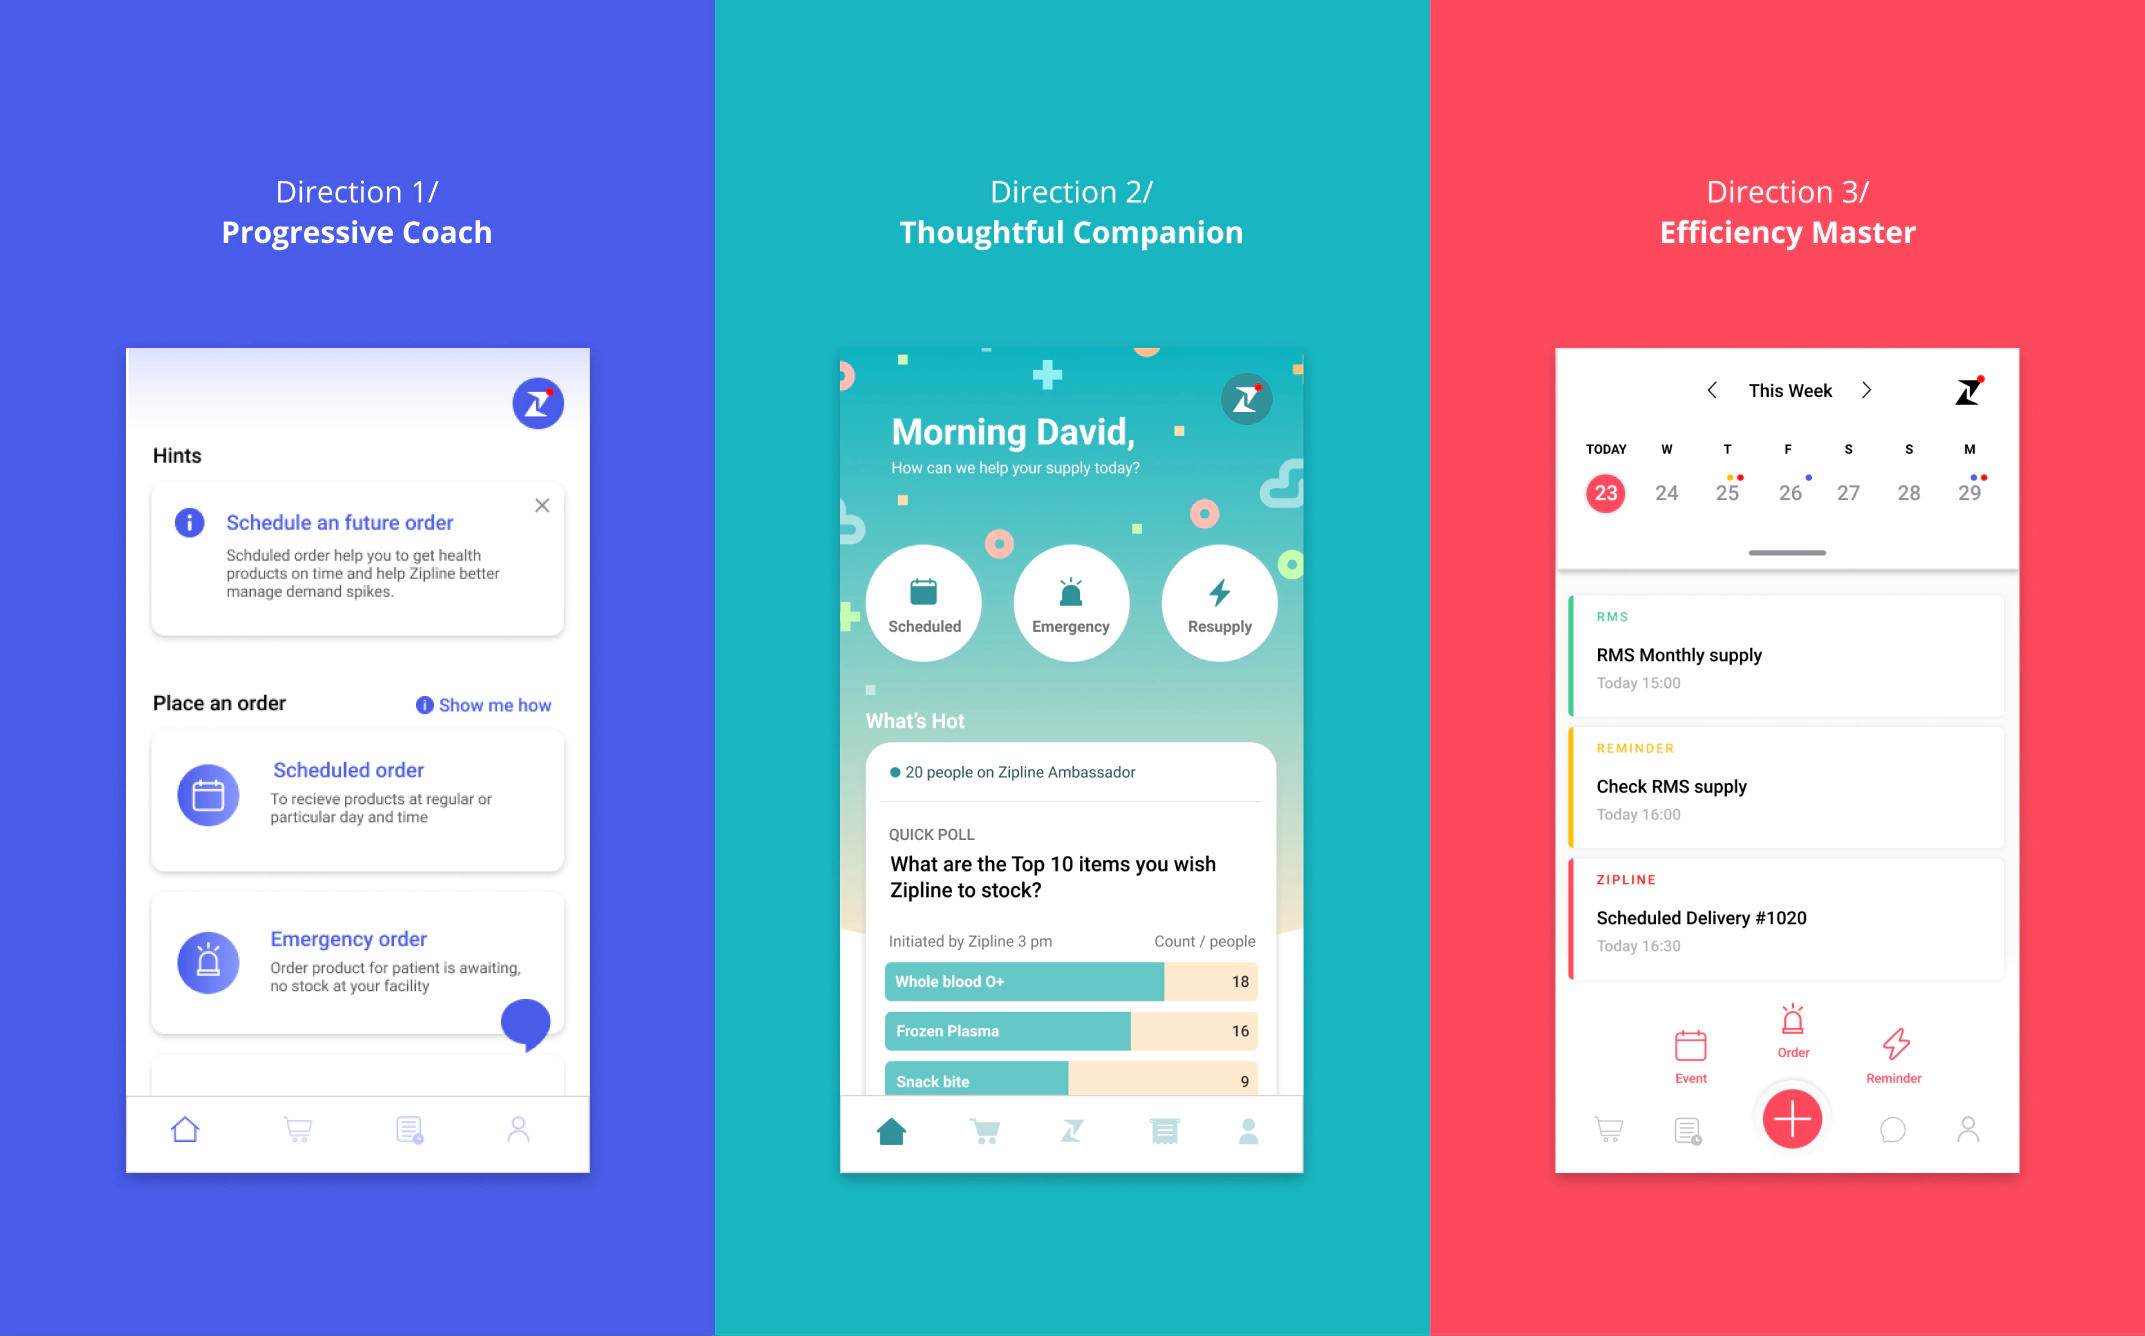 Direction 1/
Progressive Coach
Hints
Schedule an future order
Schduled order help you to get health
products on time and help Zipline better
manage demand spikes.
Place an order
Show me how
Scheduled order
To recieve products at regular or
particular day and time
Emergency order
Order product for patient is awaiting,
no stock at your facility
Direction 2/
Thoughtful Companion
Morning David,
How can we help your supply today?
Scheduled
Emergency
Resupply
What's Hot
20 people on Zipline Ambassador
QUICK POLL
What are the Top 10 items you wish
Zipline to stock?
Initiated by Zipline 3 pm
Count / people
Whole blood O+ 18
Frozen Plasma 16
Snack bite 9
Direction 3/
Efficiency Master
This Week
TODAY W T F S S M
23 24 25 26 27 28 29
RMS
RMS Monthly supply
Today 15:00
REMINDER
Check RMS supply
Today 16:00
ZIPLINE
Scheduled Delivery #1020
Today 16:30
Order
Event
Reminder